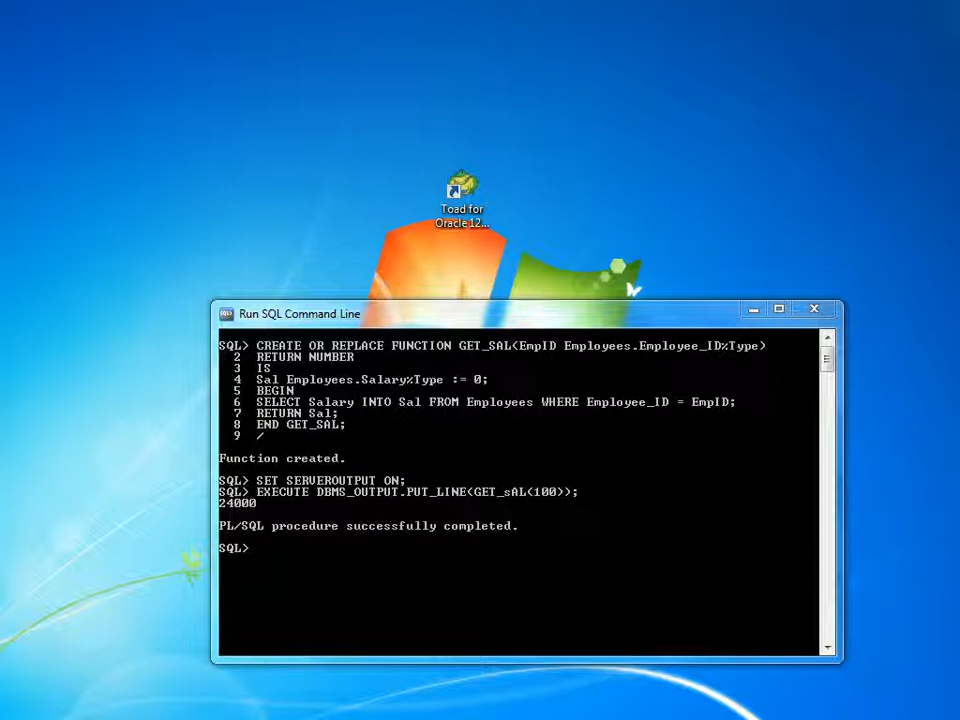 Toad for
Oracle 12...
Run SQL Command Line
SQL> CREATE OR REPLACE FUNCTION GET_SAL(EmpID Employees.Employee_ID%Type)
2 RETURN NUMBER
3 IS
4 Sal Employees.Salary%Type := 0;
5 BEGIN
6 SELECT Salary INTO Sal FROM Employees WHERE Employee_ID = EmpID;
7 RETURN Sal;
8 END GET_SAL;
9 /
Function created.
SQL> SET SERVEROUTPUT ON;
SQL> EXECUTE DBMS_OUTPUT.PUT_LINE(GET_sAL(100));
24000
PL/SQL procedure successfully completed.
SQL>